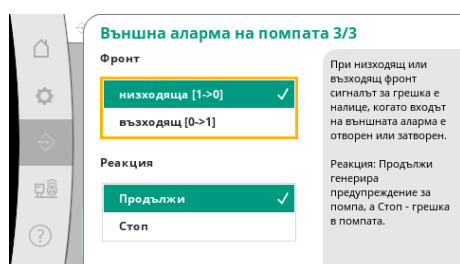 Външна аларма на помпата 3/3
Фронт
низходяща [1->0]
възходящ [0->1]
Реакция
Продължи
Стоп
При низходящ или
възходящ фронт
сигналът за грешка е
налице, когато входът
на външната аларма е
отворен или затворен.
Реакция: Продължи
генерира
предупреждение за
помпа, а Стоп - грешка
в помпата.